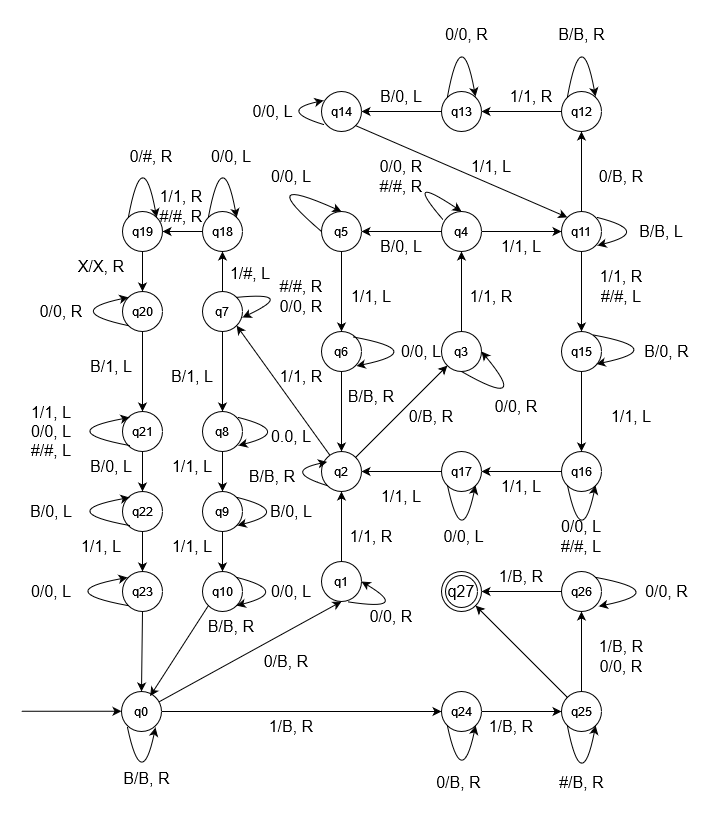 0/0, R
B/B, R
0/0, L
q14
B/0, L
q13
1/1, R
q12
0/#, R
0/0, L
1/1, L
0/B, R
0/0, L
0/0, R
#/#, R
1/1, R
#/#, R
q19
q18
q5
B/0, L
q4
1/1, L
q11
B/B, L
X/X, R
1/#, L
#/#, R
0/0, R
1/1, L
1/1, R
1/1, R
#/#, L
0/0, R
q20
q7
B/1, L
B/1, L
1/1, R
q6
0/0, L
q3
q15
B/0, R
B/B, R
0/B, R
0/0, R
1/1, L
0/0, L
#/#, L
q21
q8
0.0, L
1/1, L
B/0, L
1/1, L
B/B, R
q2
1/1, L
q17
1/1, L
q16
B/0, L
q22
q9
B/0, L
0/0, L
0/0, L
#/#, L
1/1, L
1/1, L
1/1, R
0/0, L
q23
q10
0/0, L
q1
q27
1/B, R
q26
0/0, R
B/B, R
0/0, R
0/B, R
1/B, R
0/0, R
q0
1/B, R
q24
1/B, R
q25
B/B, R
0/B, R
#/B, R